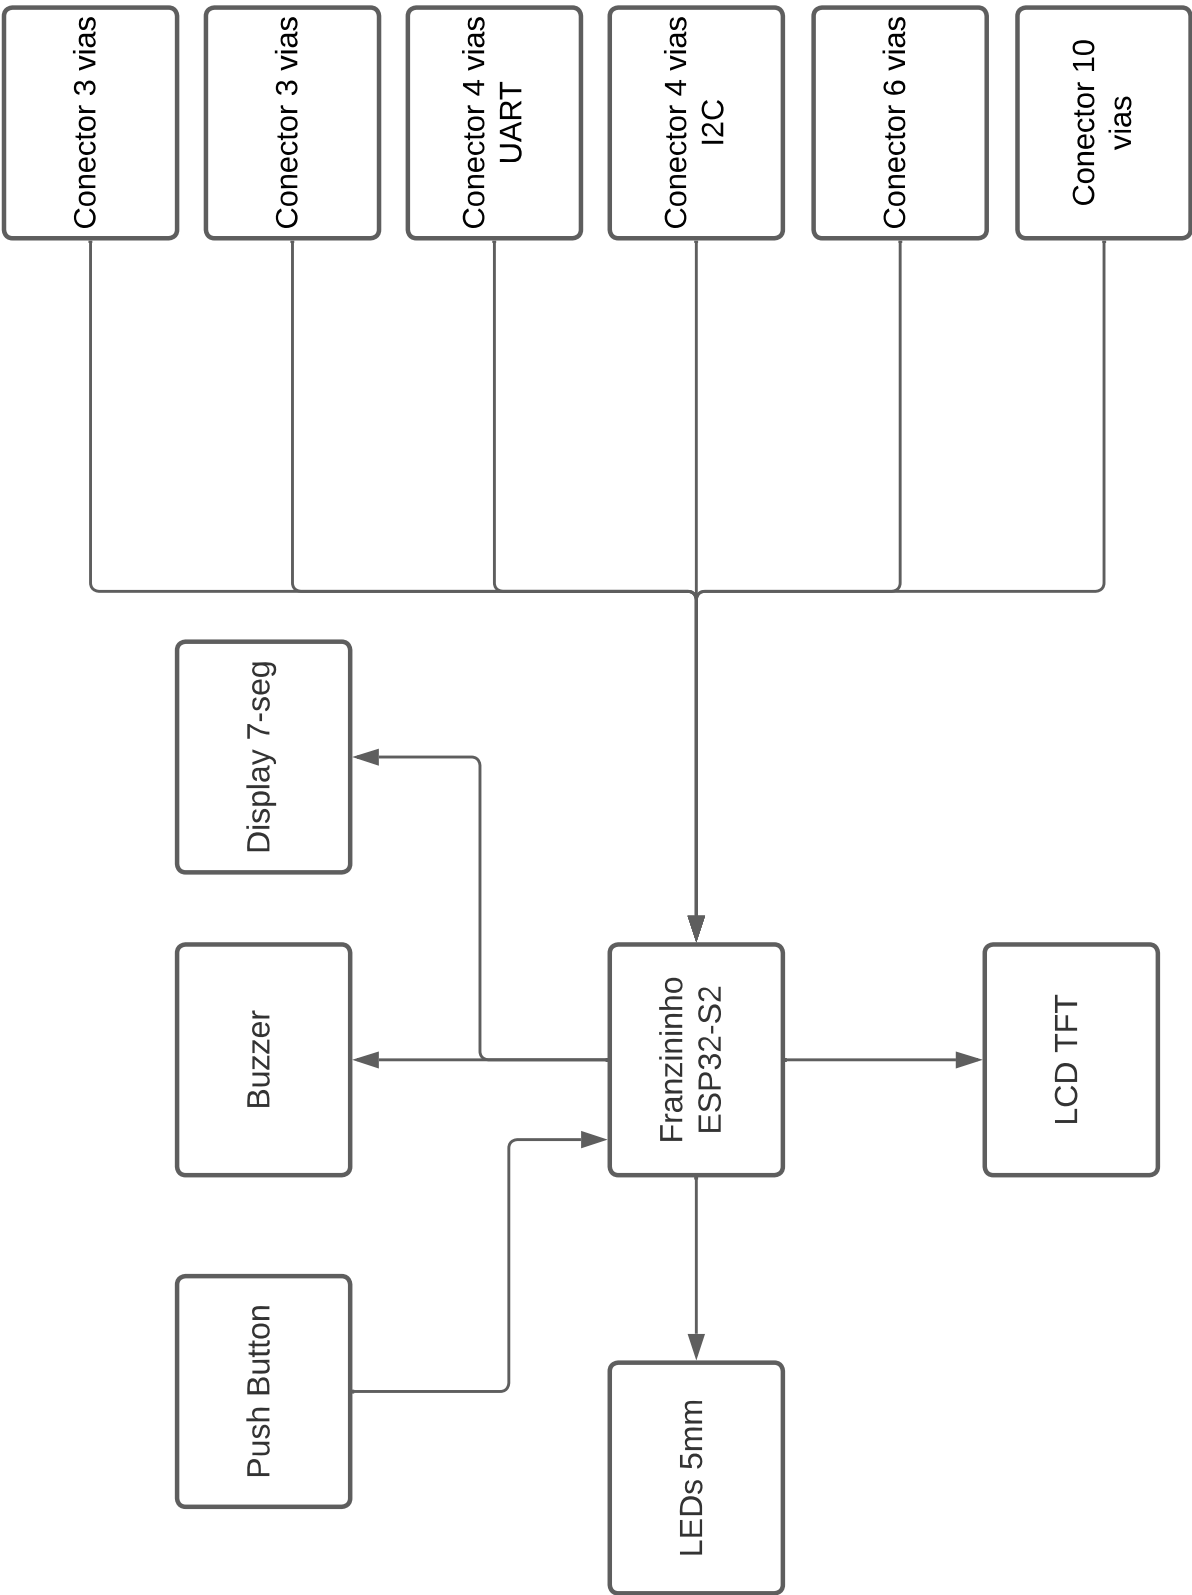 Conector 3 vias
Conector 3 vias
Conector 4 vias
UART
Conector 4 vias
I2C
Conector 6 vias
Conector 10
vias
Display 7-seg
Buzzer
Franzininho
ESP32-S2
LCD TFT
Push Button
LEDs 5mm